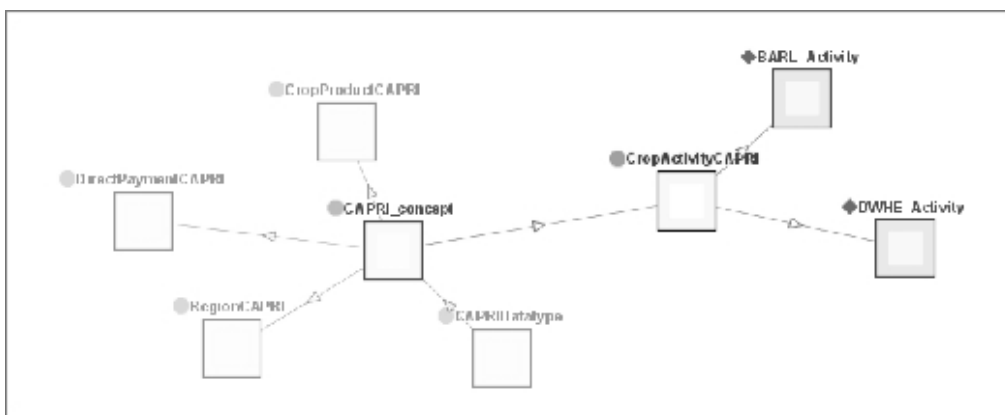 BARL_Activity
CropProductCAPRI
CropActivityCAPRI
DirectPaymentCAPRI
CAPRI_concept
DWHE_Activity
RegionCAPRI
CAPRIDatatype